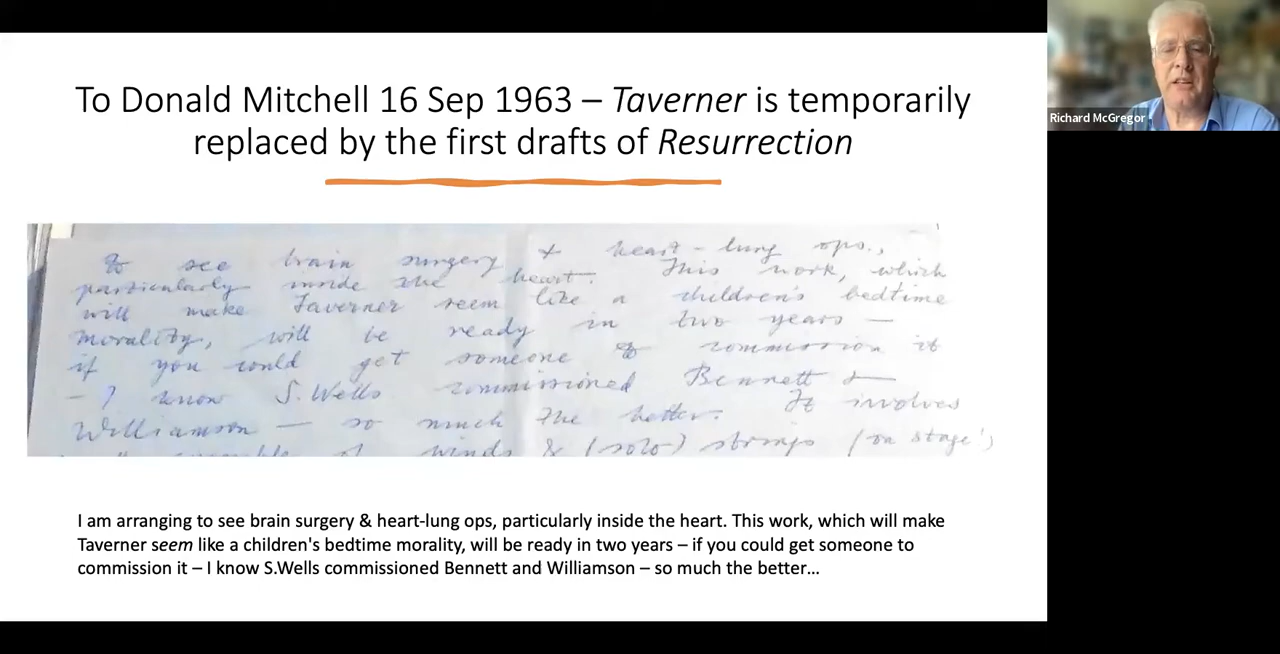 To Donald Mitchell 16 Sep 1963 – Taverner is temporarily
replaced by the first drafts of Resurrection
Richard McGregor
to see brain surgery & heart-lung ops.,
particularly inside the heart. This work, which
will make Taverner seem like a children's bedtime
morality, will be ready in two years –
if you could get someone to commission it
– I know S. Wells commissioned Bennett &
Williamson – so much the better. It involves
of winds & (solo) strings (on stage!)
I am arranging to see brain surgery & heart-lung ops, particularly inside the heart. This work, which will make
Taverner seem like a children's bedtime morality, will be ready in two years – if you could get someone to
commission it – I know S.Wells commissioned Bennett and Williamson – so much the better…